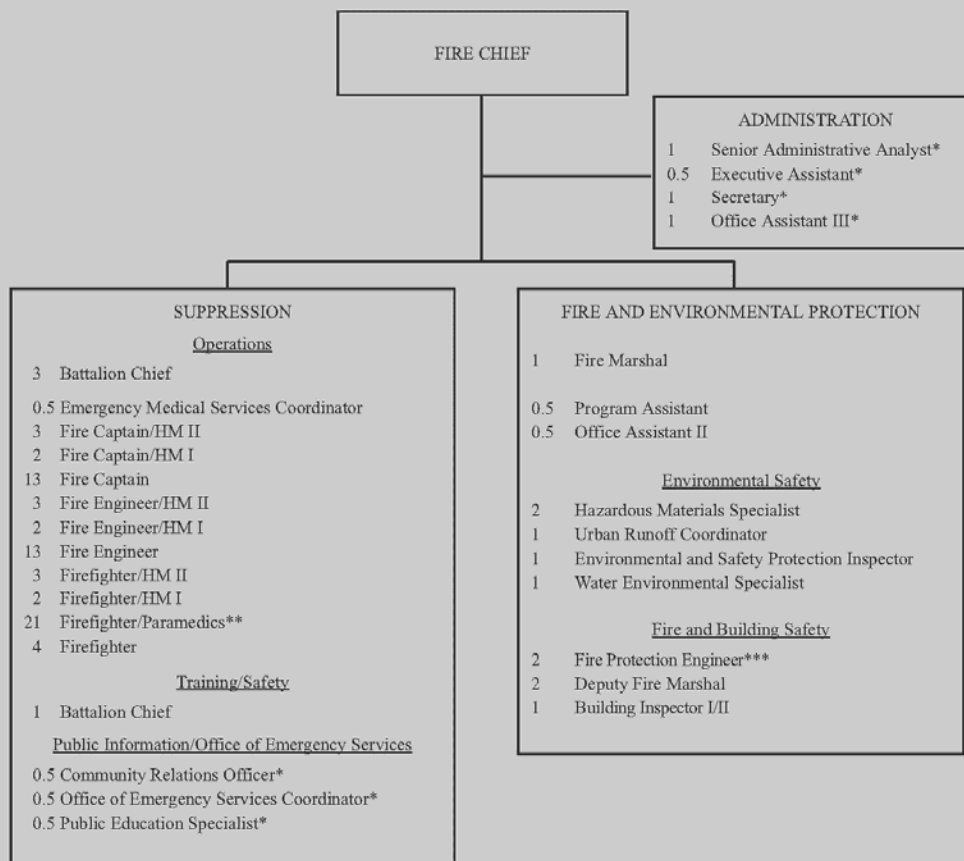 FIRE CHIEF
ADMINISTRATION
1 Senior Administrative Analyst*
0.5 Executive Assistant*
1 Secretary*
1 Office Assistant III*
SUPPRESSION
Operations
3 Battalion Chief
0.5 Emergency Medical Services Coordinator
3 Fire Captain/HM II
2 Fire Captain/HM I
13 Fire Captain
3 Fire Engineer/HM II
2 Fire Engineer/HM I
13 Fire Engineer
3 Firefighter/HM II
2 Firefighter/HM I
21 Firefighter/Paramedics**
4 Firefighter
Training/Safety
1 Battalion Chief
Public Information/Office of Emergency Services
0.5 Community Relations Officer*
0.5 Office of Emergency Services Coordinator*
0.5 Public Education Specialist*
FIRE AND ENVIRONMENTAL PROTECTION
1 Fire Marshal
0.5 Program Assistant
0.5 Office Assistant II
Environmental Safety
2 Hazardous Materials Specialist
1 Urban Runoff Coordinator
1 Environmental and Safety Protection Inspector
1 Water Environmental Specialist
Fire and Building Safety
2 Fire Protection Engineer***
2 Deputy Fire Marshal
1 Building Inspector I/II